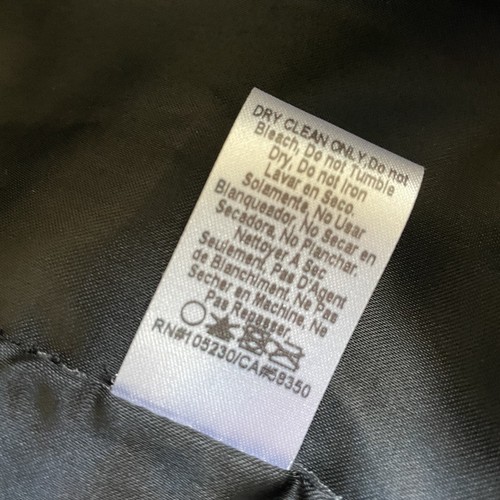 DRY CLEAN ONLY, Do not
Bleach, Do not Tumble
Dry, Do not Iron
Lavar en Seco.
Solamente, No Usar
Blanqueador, No Secar en
Secadora, No Planchar.
Nettoyer À Sec
Seulement, Pas D'Agent
de Blanchiment, Ne Pas
Secher en Machine, Ne
Pas Repasser.
RN#105230/CA#58350